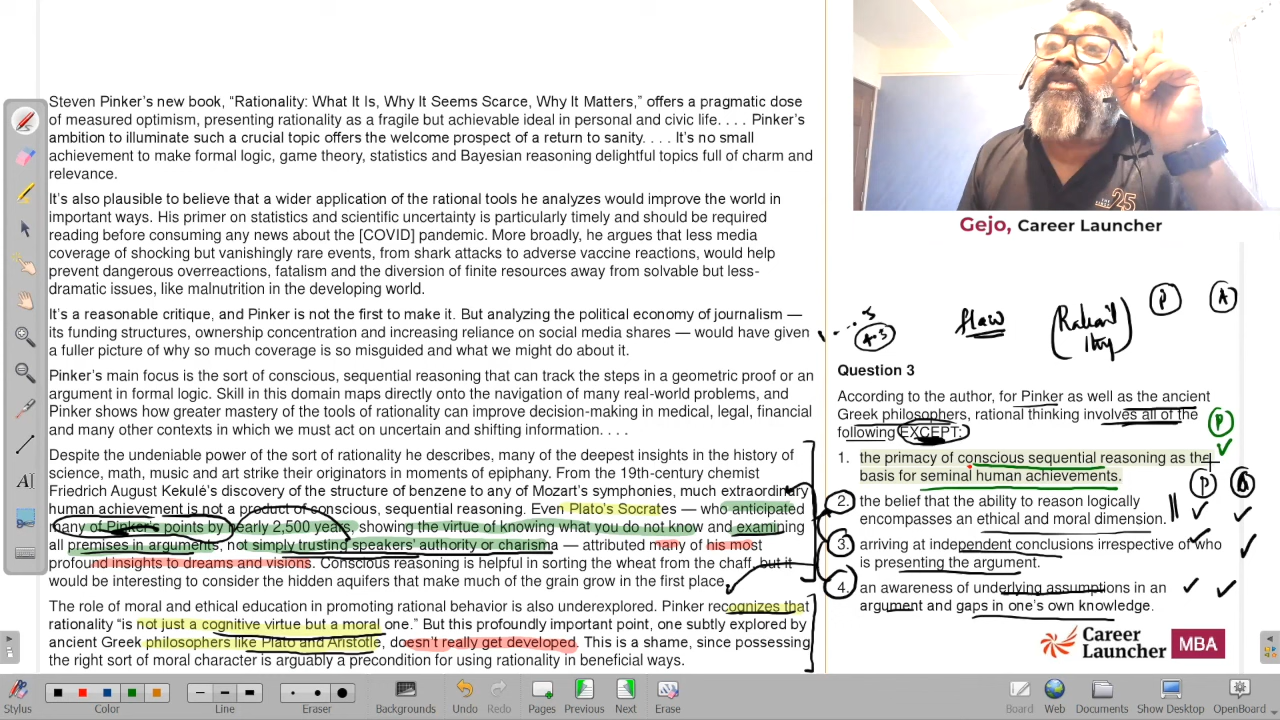 Steven Pinker's new book, "Rationality: What It Is, Why It Seems Scarce, Why It Matters," offers a pragmatic dose
of measured optimism, presenting rationality as a fragile but achievable ideal in personal and civic life. . . . Pinker's
ambition to illuminate such a crucial topic offers the welcome prospect of a return to sanity. . . . It's no small
achievement to make formal logic, game theory, statistics and Bayesian reasoning delightful topics full of charm and
relevance.
It's also plausible to believe that a wider application of the rational tools he analyzes would improve the world in
important ways. His primer on statistics and scientific uncertainty is particularly timely and should be required
reading before consuming any news about the [COVID] pandemic. More broadly, he argues that less media
coverage of shocking but vanishingly rare events, from shark attacks to adverse vaccine reactions, would help
prevent dangerous overreactions, fatalism and the diversion of finite resources away from solvable but less-
dramatic issues, like malnutrition in the developing world.
It's a reasonable critique, and Pinker is not the first to make it. But analyzing the political economy of journalism —
its funding structures, ownership concentration and increasing reliance on social media shares — would have given
a fuller picture of why so much coverage is so misguided and what we might do about it.
Pinker's main focus is the sort of conscious, sequential reasoning that can track the steps in a geometric proof or an
argument in formal logic. Skill in this domain maps directly onto the navigation of many real-world problems, and
Pinker shows how greater mastery of the tools of rationality can improve decision-making in medical, legal, financial
and many other contexts in which we must act on uncertain and shifting information. . . .
Despite the undeniable power of the sort of rationality he describes, many of the deepest insights in the history of
science, math, music and art strike their originators in moments of epiphany. From the 19th-century chemist
Friedrich August Kekulé's discovery of the structure of benzene to any of Mozart's symphonies, much extraordinary
human achievement is not a product of conscious, sequential reasoning. Even Plato's Socrates — who anticipated
many of Pinker's points by nearly 2,500 years, showing the virtue of knowing what you do not know and examining
all premises in arguments, not simply trusting speakers' authority or charisma — attributed many of his most
profound insights to dreams and visions. Conscious reasoning is helpful in sorting the wheat from the chaff, but it
would be interesting to consider the hidden aquifers that make much of the grain grow in the first place.
The role of moral and ethical education in promoting rational behavior is also underexplored. Pinker recognizes that
rationality "is not just a cognitive virtue but a moral one." But this profoundly important point, one subtly explored by
ancient Greek philosophers like Plato and Aristotle, doesn't really get developed. This is a shame, since possessing
the right sort of moral character is arguably a precondition for using rationality in beneficial ways.
25
Gejo, Career Launcher
flaw
(Rationality)
P
A
Question 3
According to the author, for Pinker as well as the ancient
Greek philosophers, rational thinking involves all of the
following EXCEPT:
P
1. the primacy of conscious sequential reasoning as the
basis for seminal human achievements.
P
2. the belief that the ability to reason logically
encompasses an ethical and moral dimension.
3. arriving at independent conclusions irrespective of who
is presenting the argument.
4. an awareness of underlying assumptions in an
argument and gaps in one's own knowledge.
Career
Launcher
MBA
Stylus
Color
Line
Eraser
Backgrounds
Undo
Redo
Pages
Previous
Next
Erase
Board
Web
Documents
Show Desktop
OpenBoard